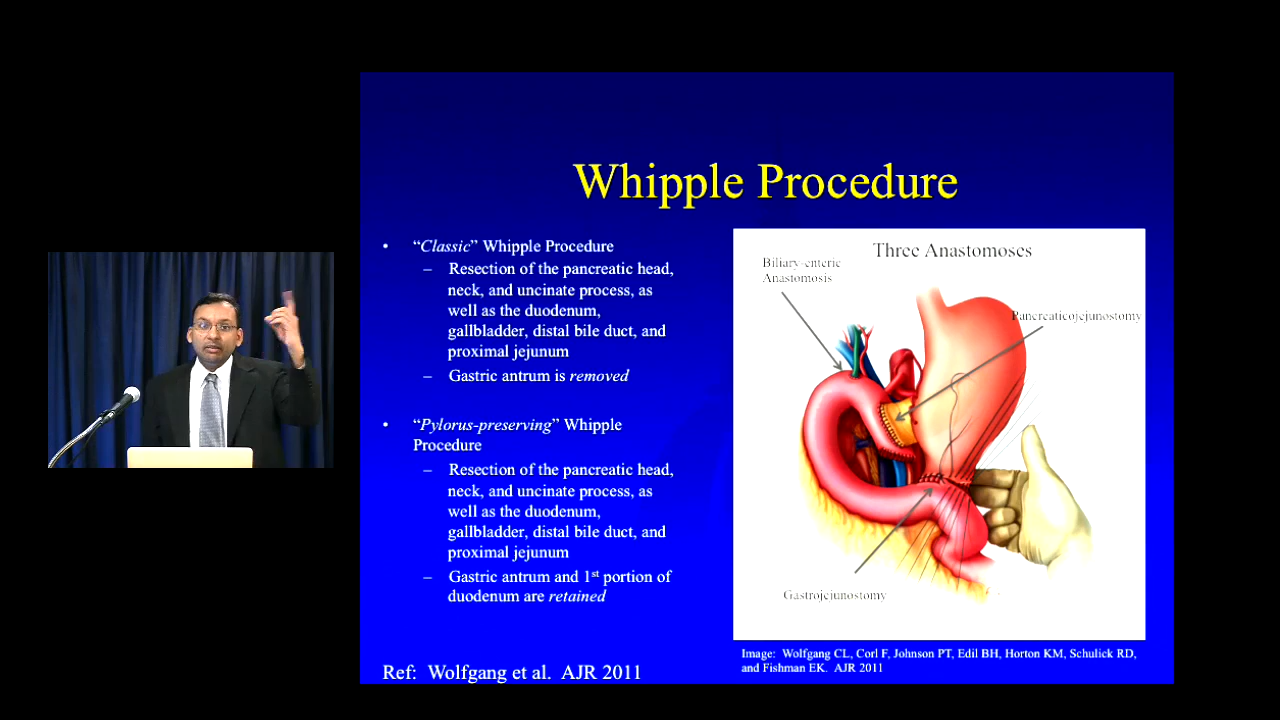 Whipple Procedure
• “Classic” Whipple Procedure
– Resection of the pancreatic head,
neck, and uncinate process, as
well as the duodenum,
gallbladder, distal bile duct, and
proximal jejunum
– Gastric antrum is removed
• “Pylorus-preserving” Whipple
Procedure
– Resection of the pancreatic head,
neck, and uncinate process, as
well as the duodenum,
gallbladder, distal bile duct, and
proximal jejunum
– Gastric antrum and 1st portion of
duodenum are retained
Ref: Wolfgang et al. AJR 2011
Three Anastomoses
Biliary-enteric
Anastomosis
Pancreaticojejunostomy
Gastrojejunostomy
Image: Wolfgang CL, Corl F, Johnson PT, Edil BH, Horton KM, Schulick RD,
and Fishman EK. AJR 2011